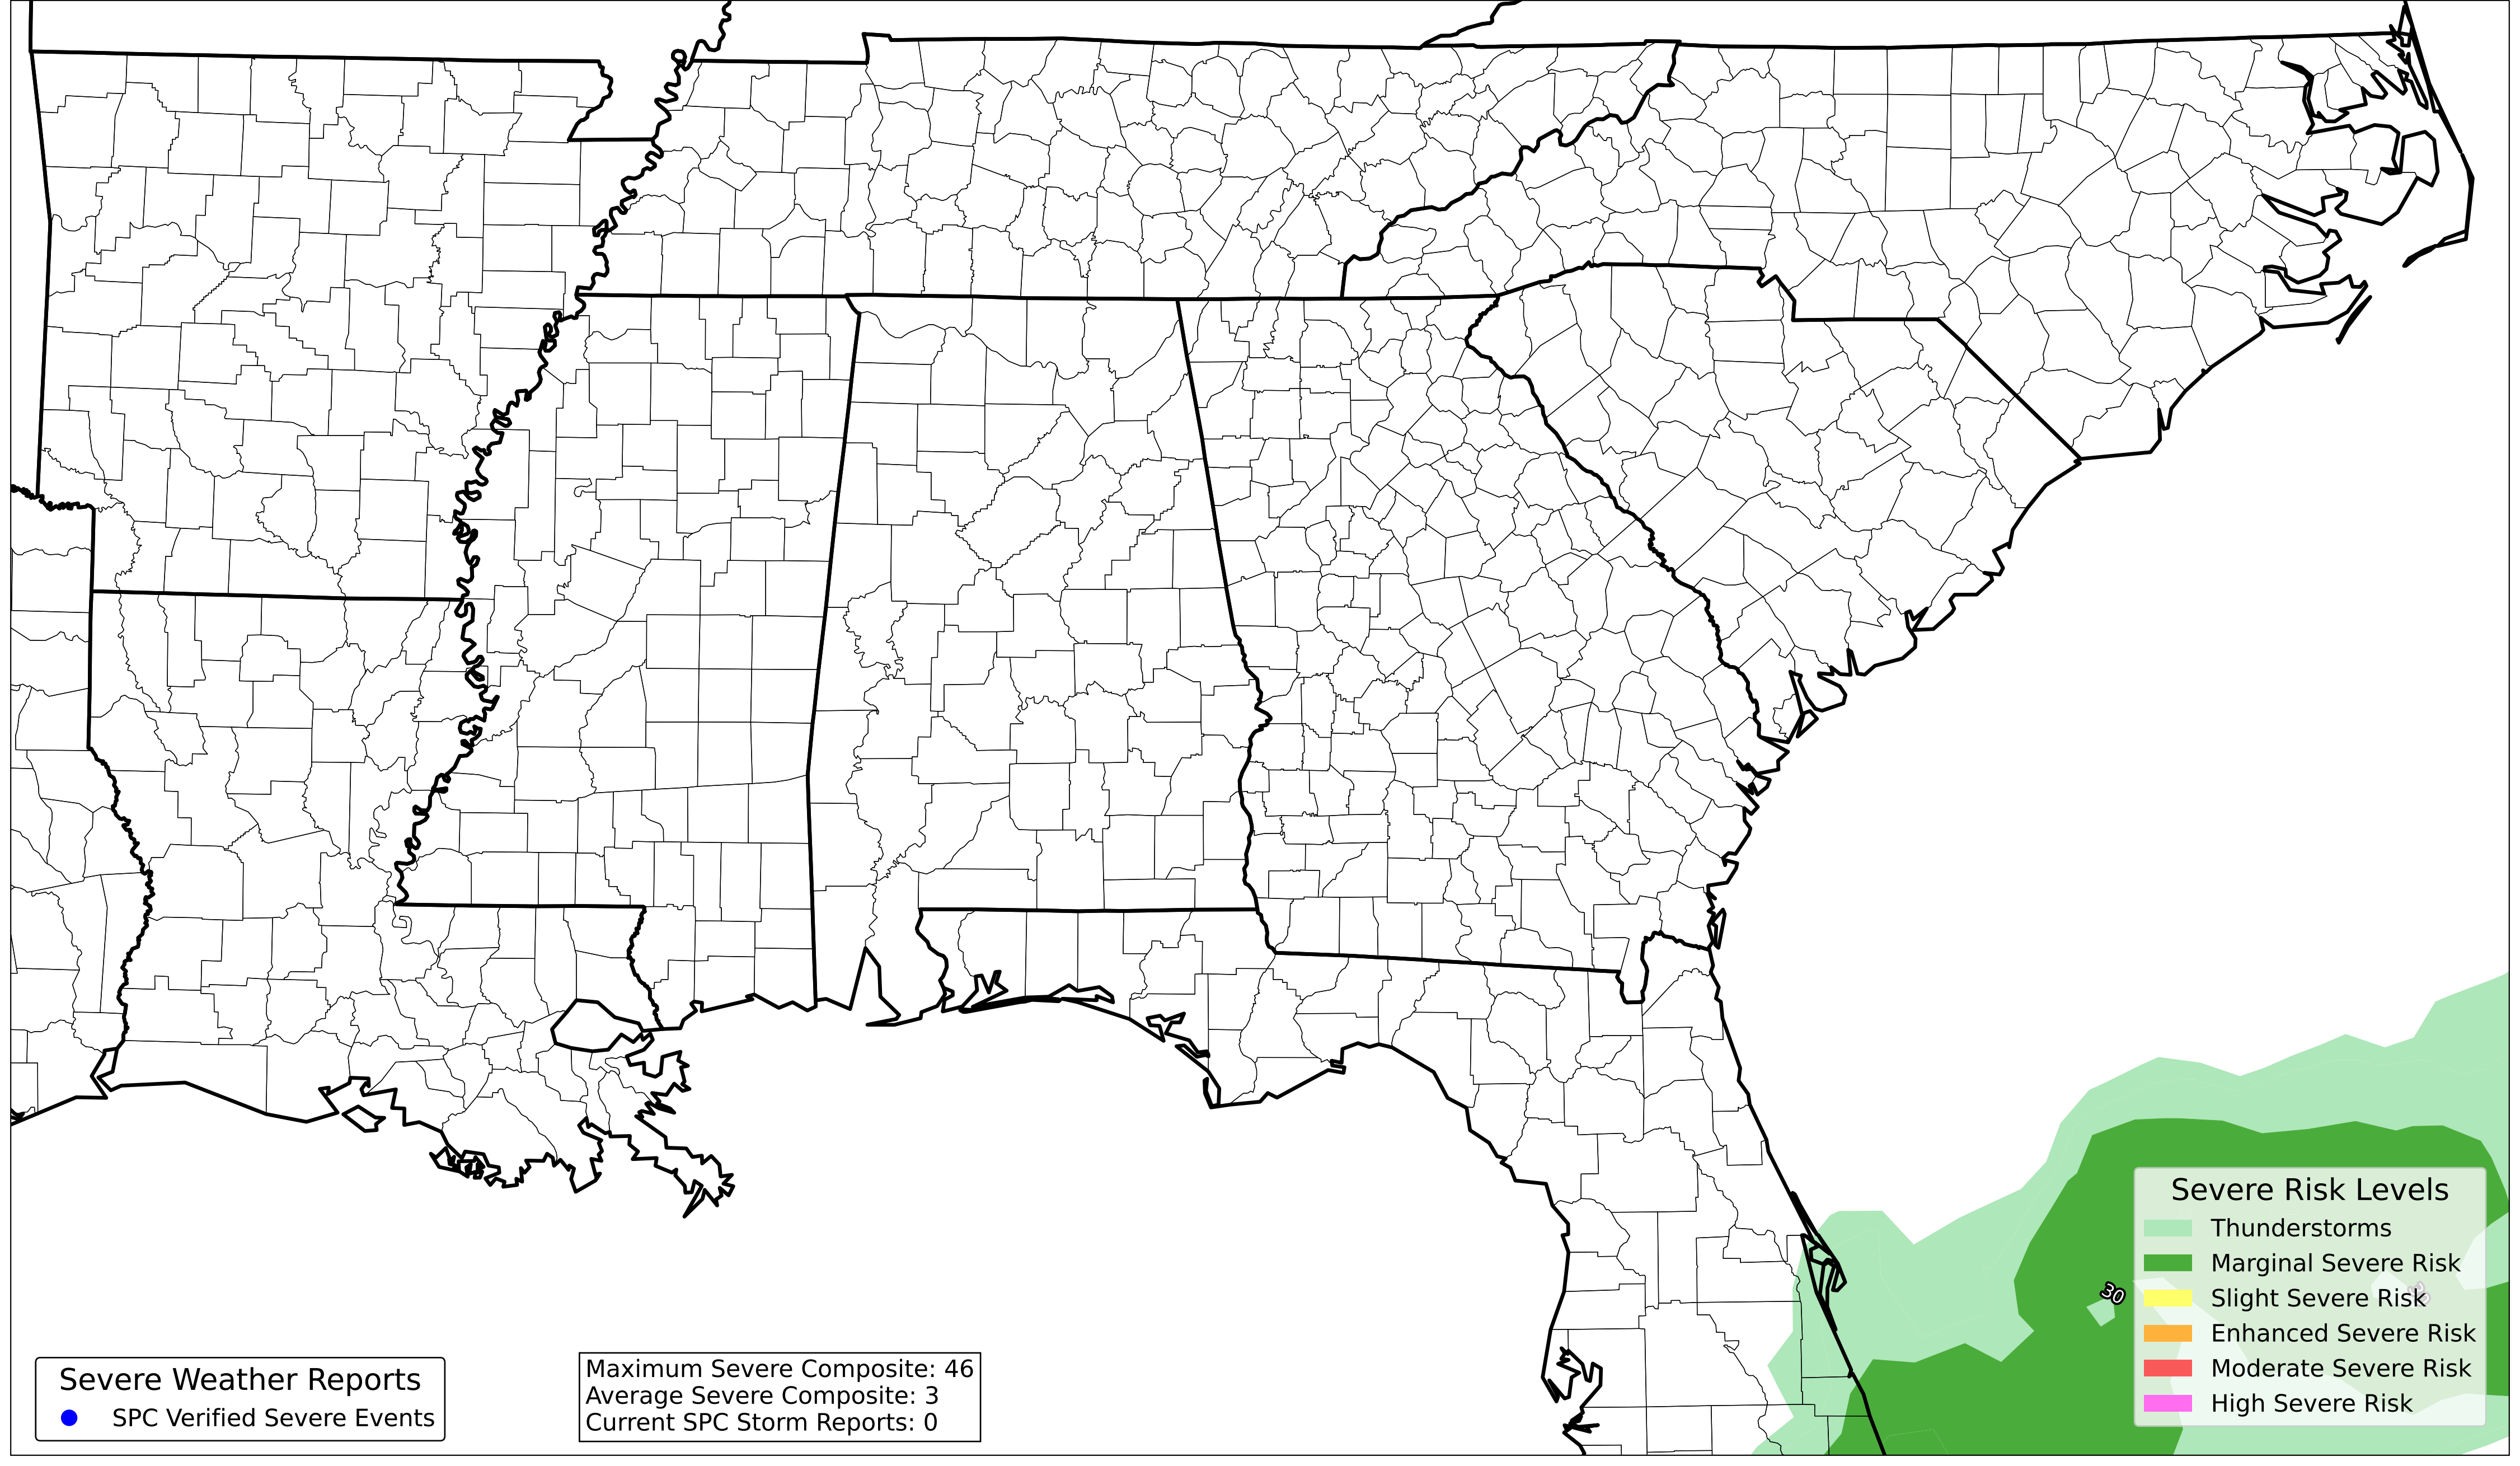 30
Severe Risk Levels
Thunderstorms
Marginal Severe Risk
Slight Severe Risk
Enhanced Severe Risk
Moderate Severe Risk
High Severe Risk
Severe Weather Reports
SPC Verified Severe Events
Maximum Severe Composite: 46
Average Severe Composite: 3
Current SPC Storm Reports: 0